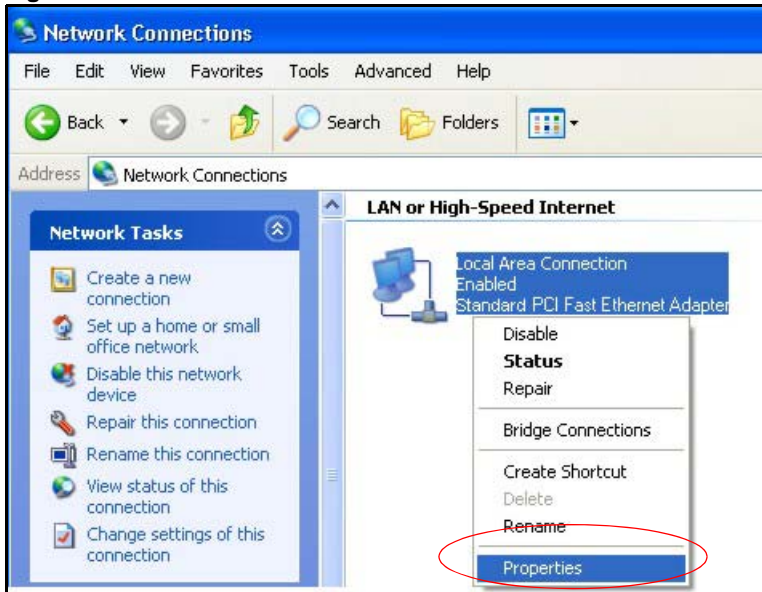 Network Connections
File Edit View Favorites Tools Advanced Help
Back Search Folders
Address Network Connections
Network Tasks
Create a new
connection
Set up a home or small
office network
Disable this network
device
Repair this connection
Rename this connection
View status of this
connection
Change settings of this
connection
LAN or High-Speed Internet
Local Area Connection
Enabled
Standard PCI Fast Ethernet Adapter
Disable
Status
Repair
Bridge Connections
Create Shortcut
Delete
Rename
Properties